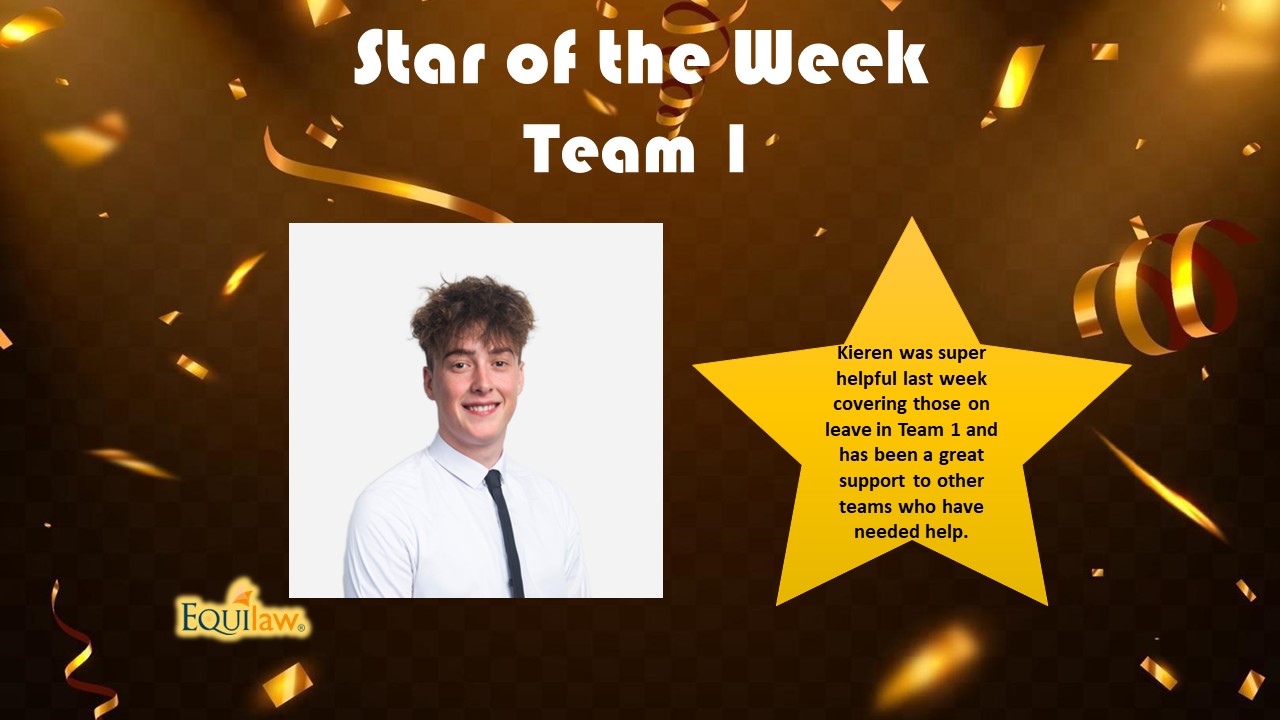 Star of the Week
Team 1
Kieren was super
helpful last week
covering those on
leave in Team 1 and
has been a great
support to other
teams who have
needed help.
EQUIlaw®